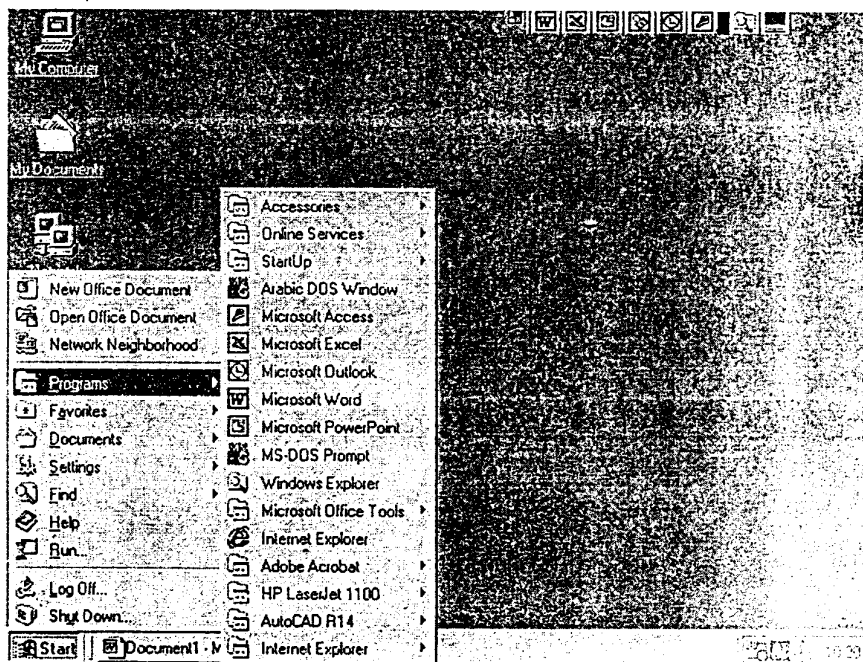 My Computer
My Documents
New Office Document
Open Office Document
Network Neighborhood
Programs
Favorites
Documents
Settings
Find
Help
Run...
Log Off...
Shut Down...
Accessories
Online Services
StartUp
Arabic DOS Window
Microsoft Access
Microsoft Excel
Microsoft Outlook
Microsoft Word
Microsoft PowerPoint
MS-DOS Prompt
Windows Explorer
Microsoft Office Tools
Internet Explorer
Adobe Acrobat
HP LaserJet 1100
AutoCAD R14
Internet Explorer
Start
Document1 - M